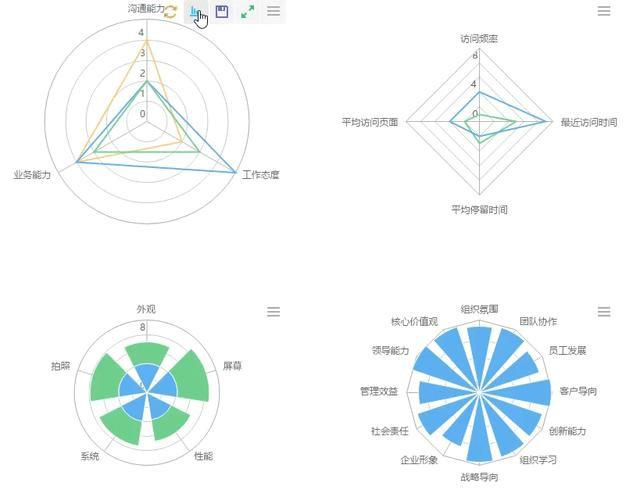 沟通能力
4
3
2
1
0
业务能力
工作态度
访问频率
8
4
0
平均访问页面
最近访问时间
平均停留时间
外观
8
拍照
屏幕
系统
性能
组织氛围
核心价值观
团队协作
领导能力
员工发展
管理效益
客户导向
社会责任
创新能力
企业形象
组织学习
战略导向